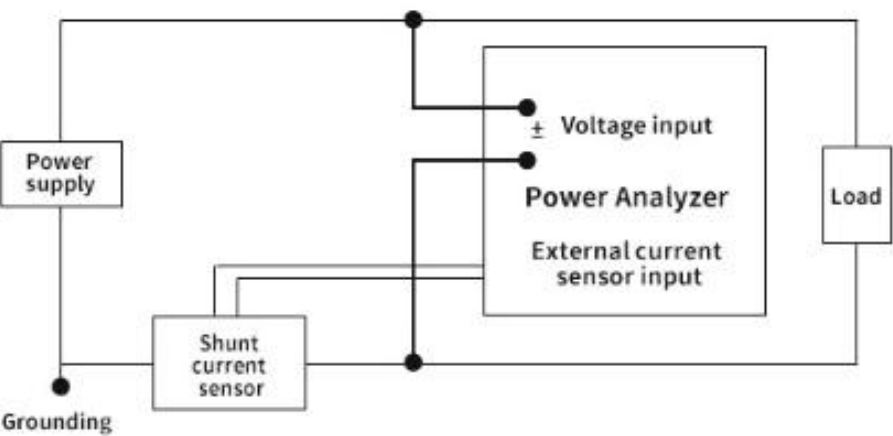 ± Voltage input
Power
supply
Power Analyzer
Load
External current
sensor input
Shunt
current
sensor
Grounding